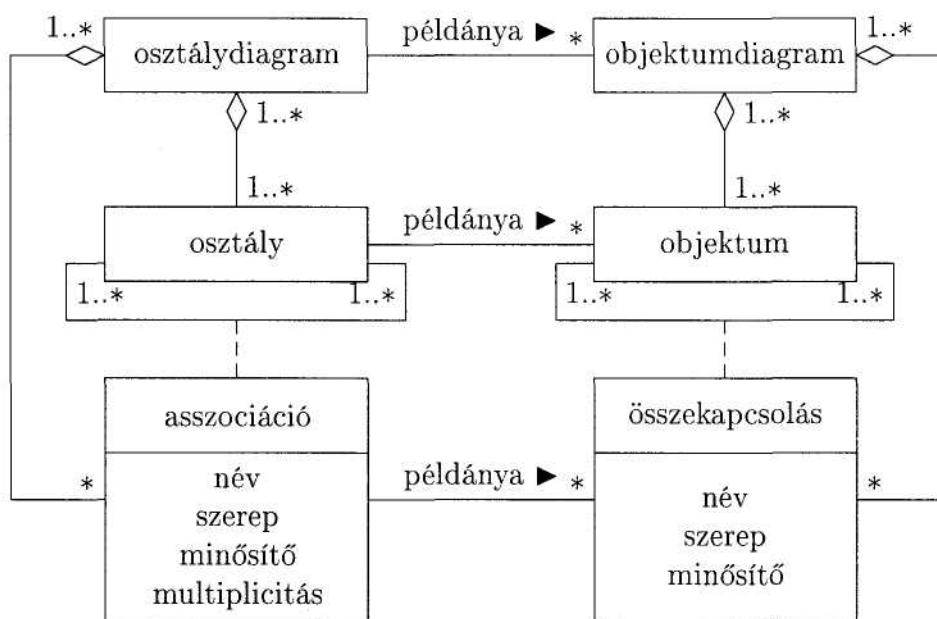 1..* példánya ► * 1..*
osztálydiagram objektumdiagram
1..* 1..*
1..* 1..*
példánya ► *
osztály objektum
1..* 1..* 1..* 1..*
asszociáció összekapcsolás
* példánya ► * *
név
szerep
minősítő
multiplicitás
név
szerep
minősítő